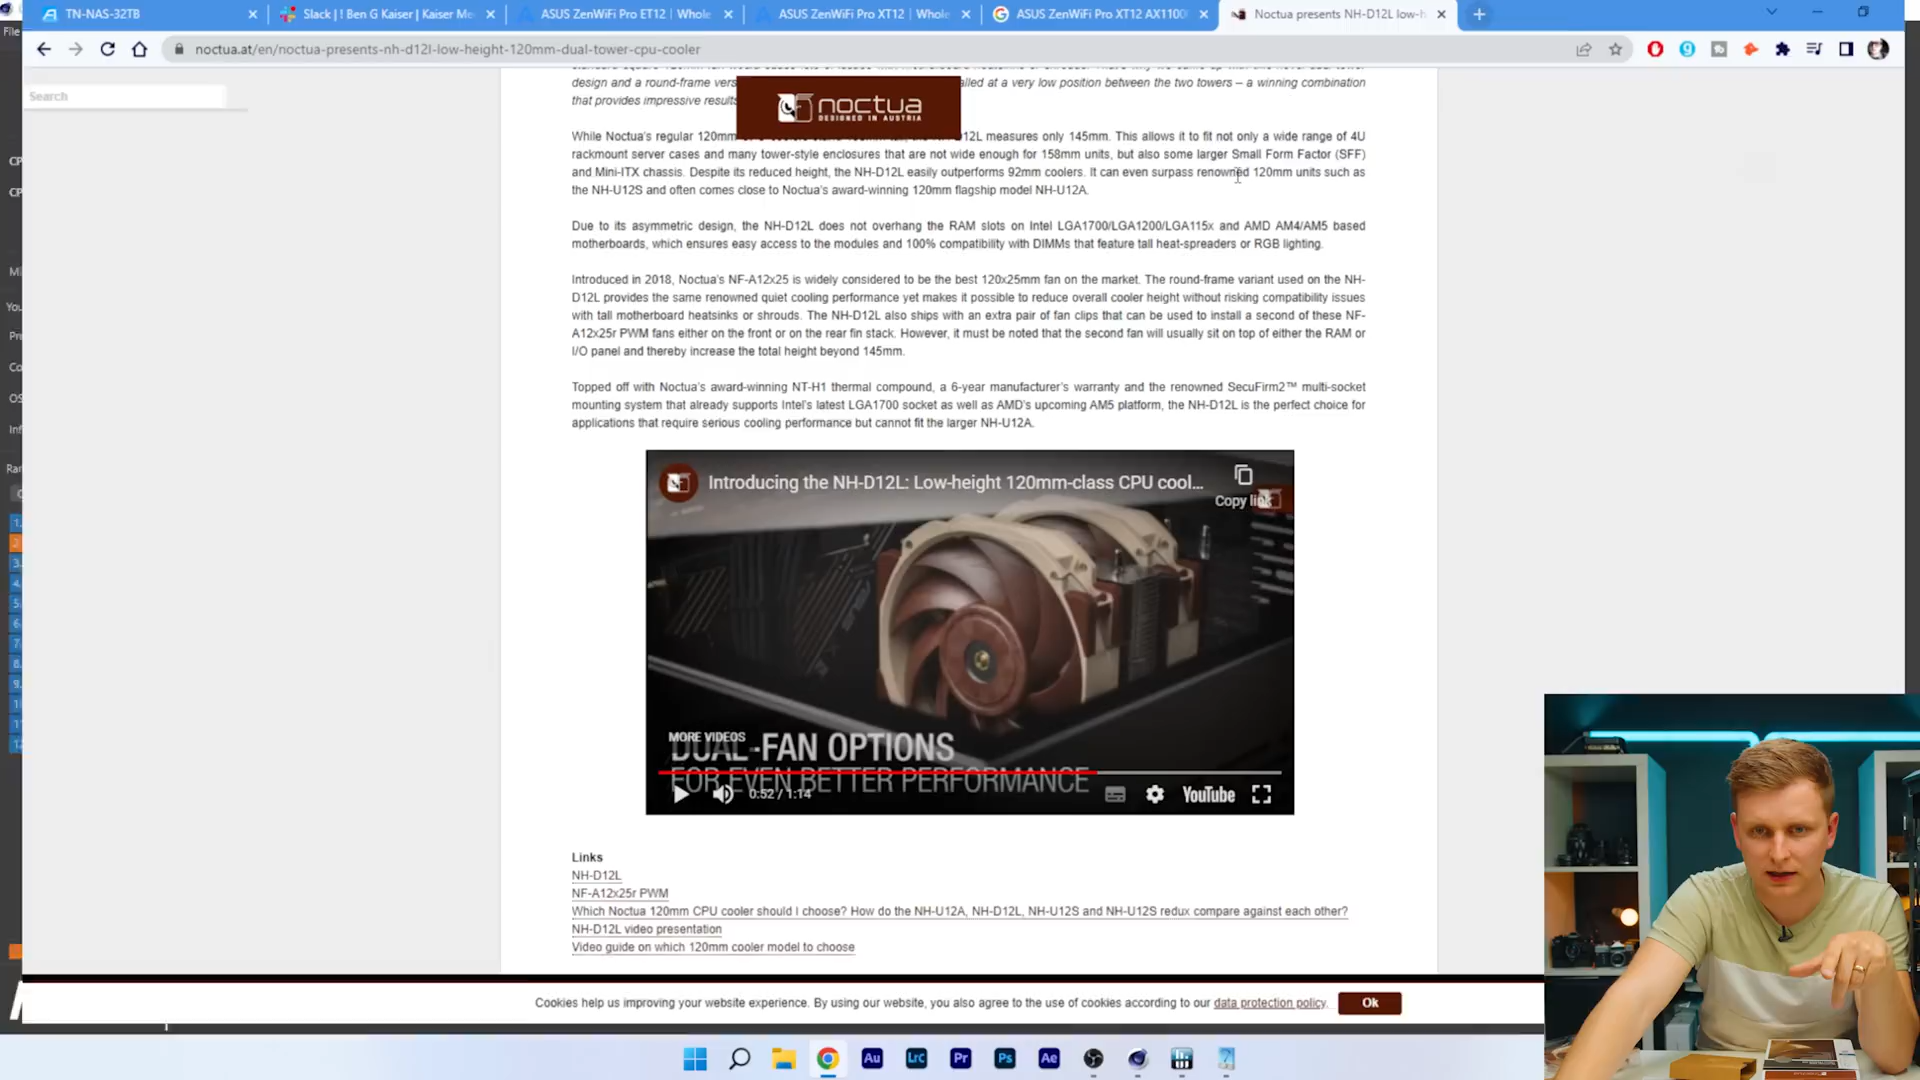 TN-NAS-32TB
Slack | ! Ben G Kaiser | Kaiser Me
ASUS ZenWiFi Pro ET12 | Whole
ASUS ZenWiFi Pro XT12 | Whole
ASUS ZenWiFi Pro XT12 AX1100
Noctua presents NH-D12L low-h
noctua.at/en/noctua-presents-nh-d12l-low-height-120mm-dual-tower-cpu-cooler
File
Search
noctua
DESIGNED IN AUSTRIA
design and a round-frame vers
alled at a very low position between the two towers – a winning combination
that provides impressive results
While Noctua's regular 120mm
measures only 145mm. This allows it to fit not only a wide range of 4U
rackmount server cases and many tower-style enclosures that are not wide enough for 158mm units, but also some larger Small Form Factor (SFF)
and Mini-ITX chassis. Despite its reduced height, the NH-D12L easily outperforms 92mm coolers. It can even surpass renowned 120mm units such as
the NH-U12S and often comes close to Noctua's award-winning 120mm flagship model NH-U12A.
Due to its asymmetric design, the NH-D12L does not overhang the RAM slots on Intel LGA1700/LGA1200/LGA115x and AMD AM4/AM5 based
motherboards, which ensures easy access to the modules and 100% compatibility with DIMMs that feature tall heat-spreaders or RGB lighting.
Introduced in 2018, Noctua's NF-A12x25 is widely considered to be the best 120x25mm fan on the market. The round-frame variant used on the NH-
D12L provides the same renowned quiet cooling performance yet makes it possible to reduce overall cooler height without risking compatibility issues
with tall motherboard heatsinks or shrouds. The NH-D12L also ships with an extra pair of fan clips that can be used to install a second of these NF-
A12x25r PWM fans either on the front or on the rear fin stack. However, it must be noted that the second fan will usually sit on top of either the RAM or
I/O panel and thereby increase the total height beyond 145mm.
Topped off with Noctua's award-winning NT-H1 thermal compound, a 6-year manufacturer's warranty and the renowned SecuFirm2™ multi-socket
mounting system that already supports Intel's latest LGA1700 socket as well as AMD's upcoming AM5 platform, the NH-D12L is the perfect choice for
applications that require serious cooling performance but cannot fit the larger NH-U12A.
Introducing the NH-D12L: Low-height 120mm-class CPU cool...
Copy link
MORE VIDEOS
DUAL-FAN OPTIONS
FOR EVEN BETTER PERFORMANCE
0:52 / 1:14
YouTube
Links
NH-D12L
NF-A12x25r PWM
Which Noctua 120mm CPU cooler should I choose? How do the NH-U12A, NH-D12L, NH-U12S and NH-U12S redux compare against each other?
NH-D12L video presentation
Video guide on which 120mm cooler model to choose
Cookies help us improving your website experience. By using our website, you also agree to the use of cookies according to our data protection policy.
Ok
Au
Lrc
Pr
Ps
Ae